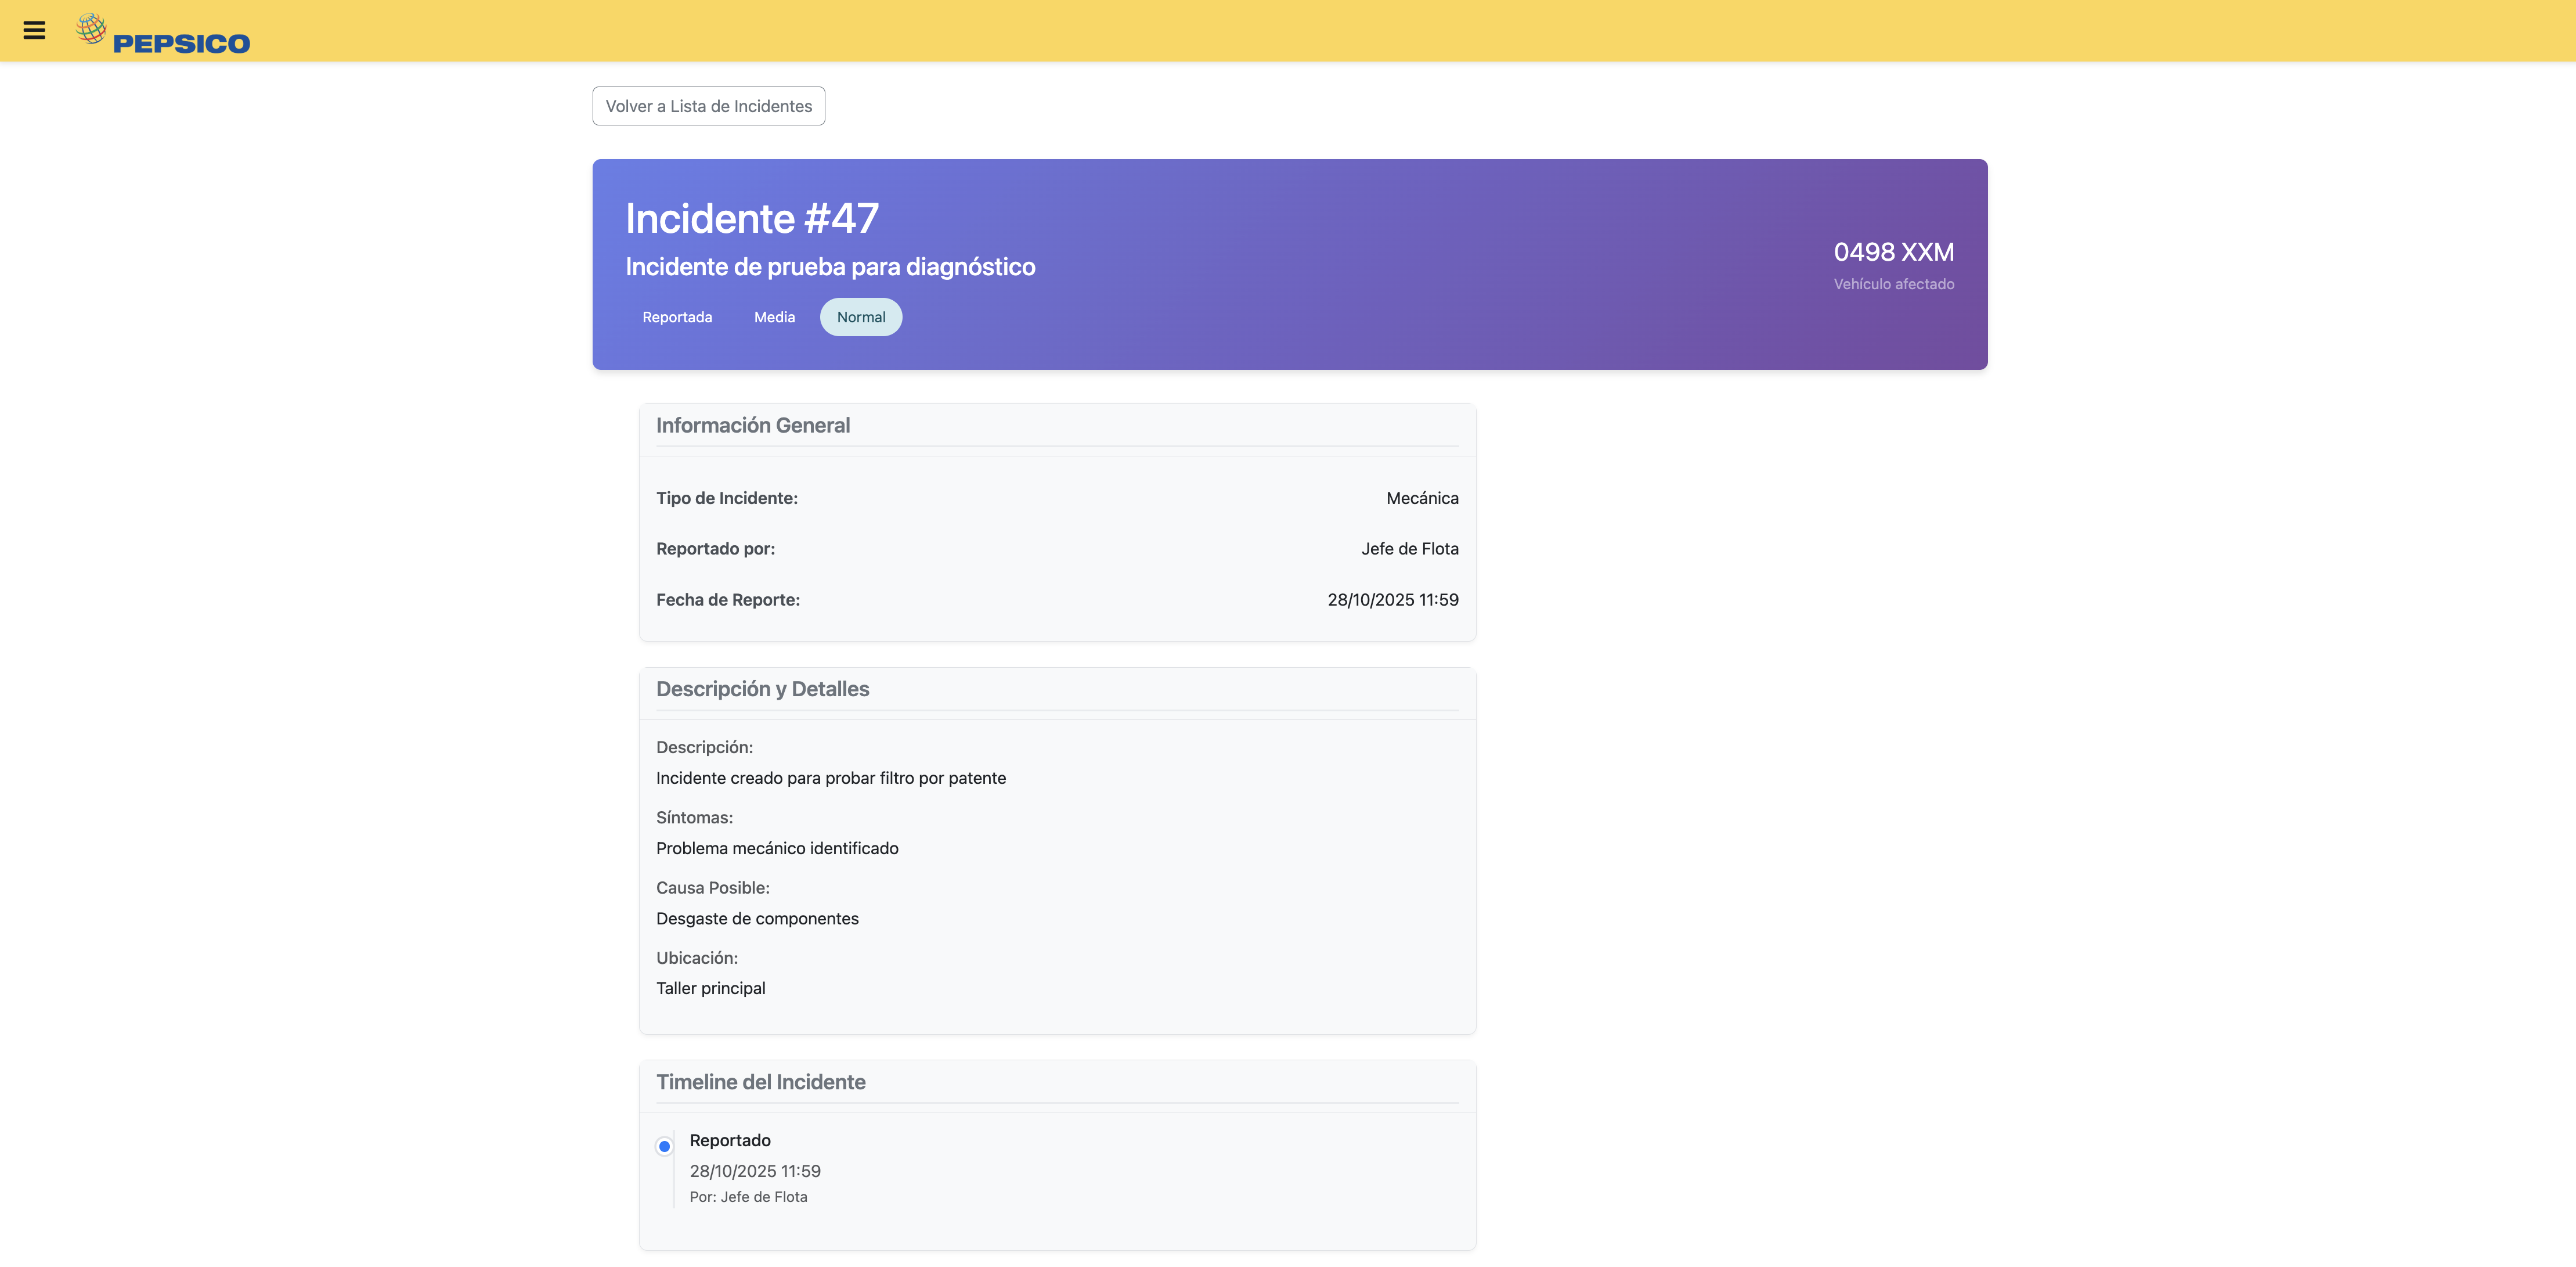 PEPSICO
Volver a Lista de Incidentes
Incidente #47
Incidente de prueba para diagnóstico
Reportada Media Normal
0498 XXM
Vehículo afectado
Información General
Tipo de Incidente: Mecánica
Reportado por: Jefe de Flota
Fecha de Reporte: 28/10/2025 11:59
Descripción y Detalles
Descripción:
Incidente creado para probar filtro por patente
Síntomas:
Problema mecánico identificado
Causa Posible:
Desgaste de componentes
Ubicación:
Taller principal
Timeline del Incidente
Reportado
28/10/2025 11:59
Por: Jefe de Flota